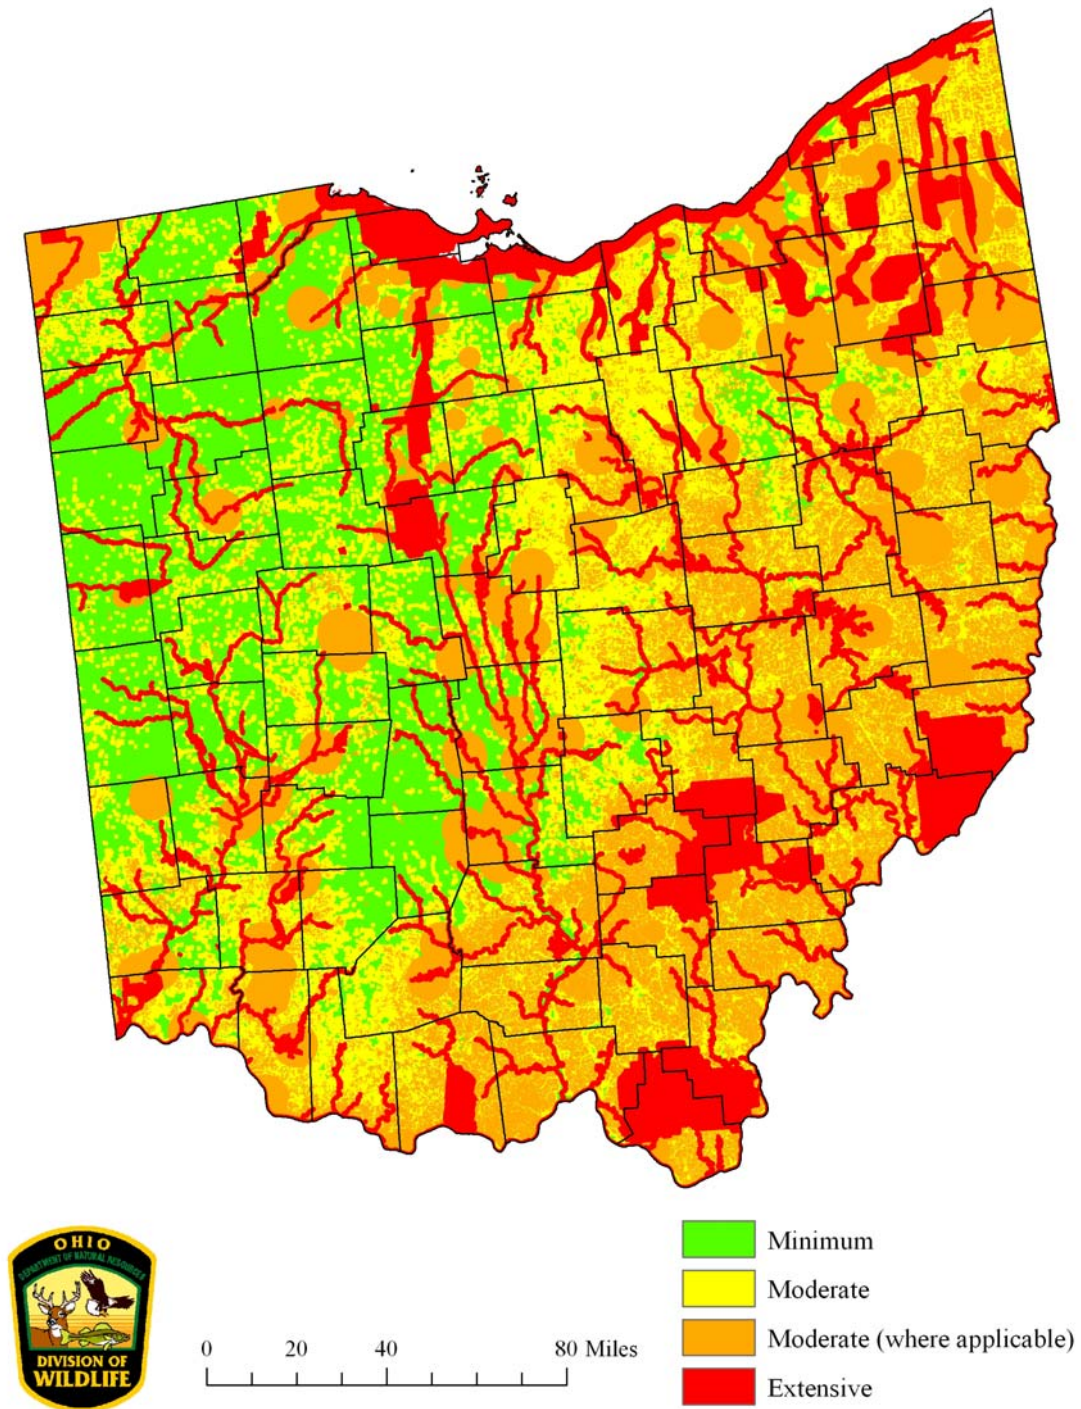 OHIO
DEPARTMENT OF NATURAL RESOURCES
DIVISION OF
WILDLIFE
0 20 40 80 Miles
Minimum
Moderate
Moderate (where applicable)
Extensive